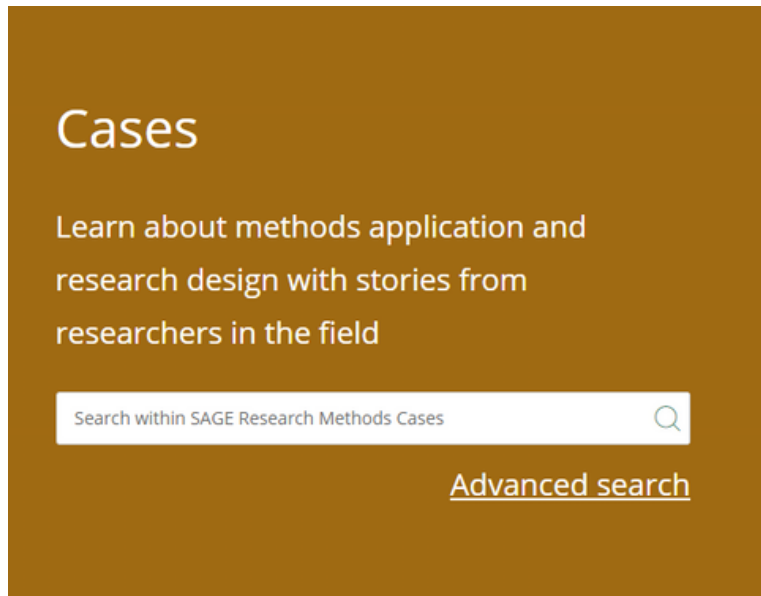 Cases
Learn about methods application and
research design with stories from
researchers in the field
Search within SAGE Research Methods Cases
Advanced search